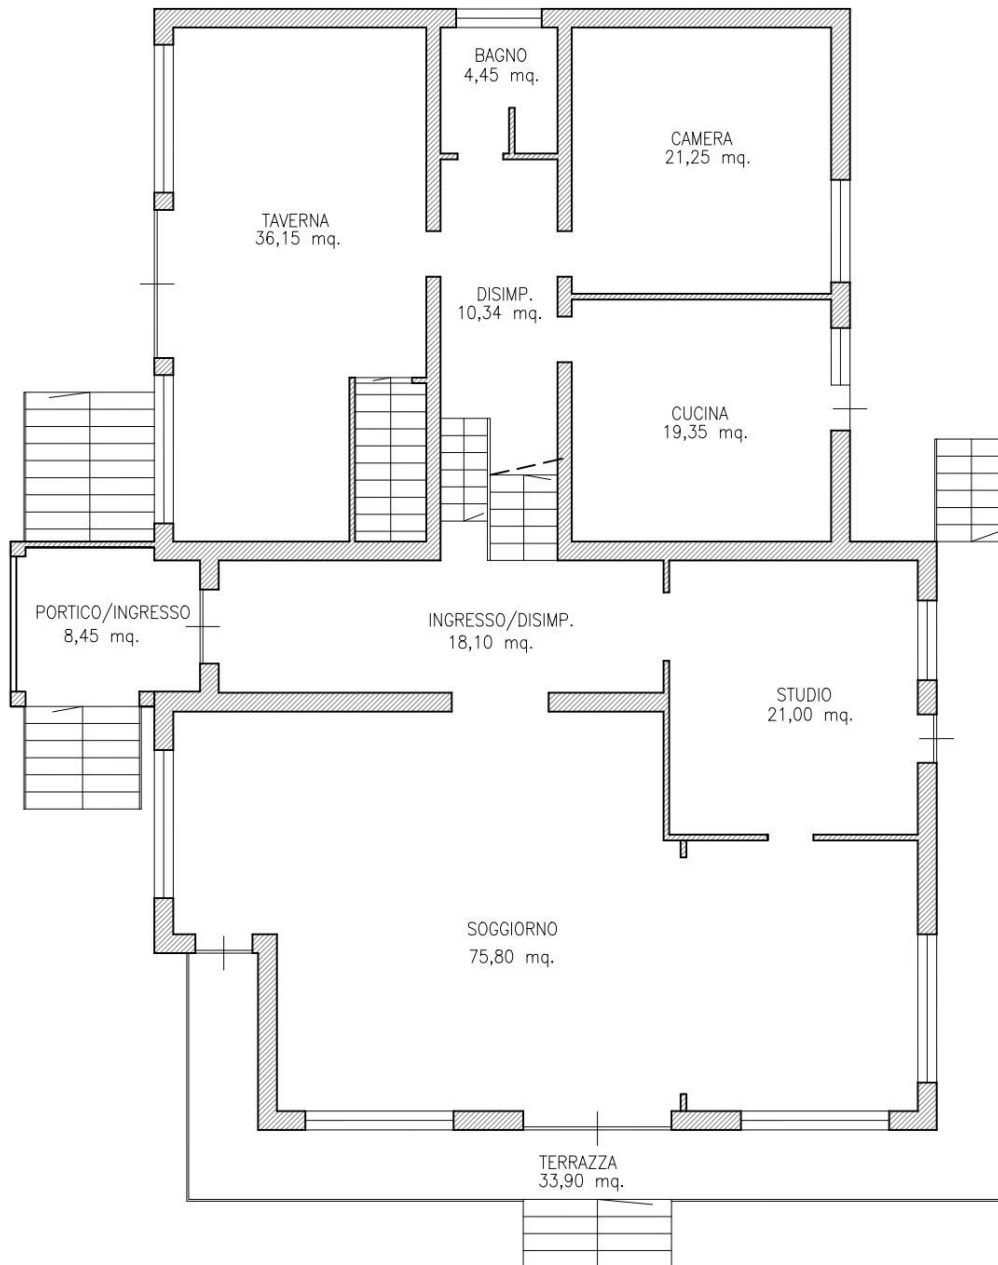 BAGNO
4,45 mq.
CAMERA
21,25 mq.
TAVERNA
36,15 mq.
DISIMP.
10,34 mq.
CUCINA
19,35 mq.
PORTICO/INGRESSO
8,45 mq.
INGRESSO/DISIMP.
18,10 mq.
STUDIO
21,00 mq.
SOGGIORNO
75,80 mq.
TERRAZZA
33,90 mq.